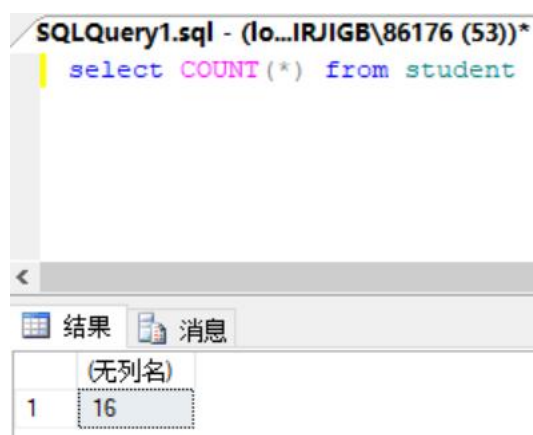 SQLQuery1.sql - (lo...IRJIGB\86176 (53))*
select COUNT(*) from student
结果 消息
(无列名)
1 16